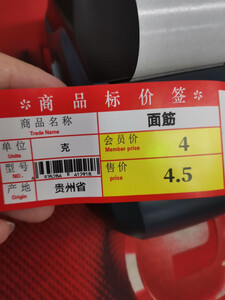 *商品标价签*
商品名称 面筋
Trade Name
单位 克 会员价 4
Units Member price
型号 售价 4.5
NO. price
产地 贵州省
Origin